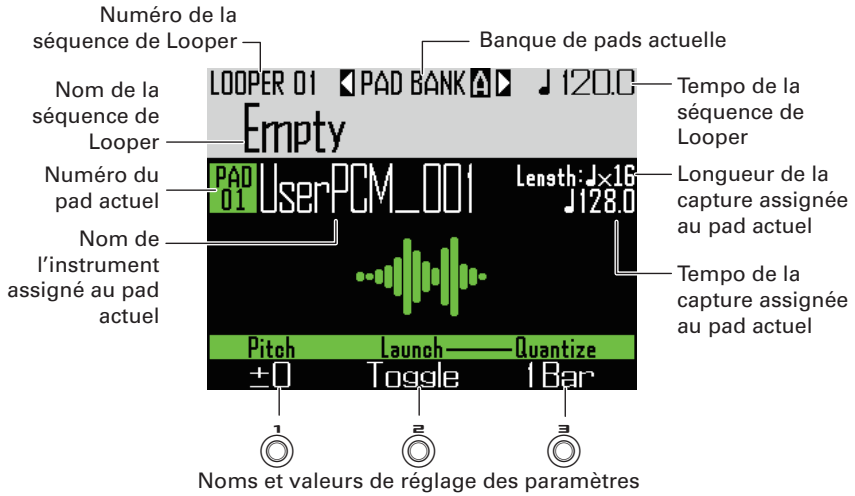 Numéro de la
séquence de Looper
Banque de pads actuelle
LOOPER 01 ◀ PAD BANK A ▶ ♩120.0
Nom de la
séquence de
Looper
Empty
Tempo de la
séquence de
Looper
Numéro du
pad actuel
PAD
01
UserPCM_001
Length:♩×16
♩128.0
Longueur de la
capture assignée
au pad actuel
Nom de
l'instrument
assigné au pad
actuel
Tempo de la
capture assignée
au pad actuel
Pitch Launch Quantize
±0 Toggle 1 Bar
1 2 3
Noms et valeurs de réglage des paramètres